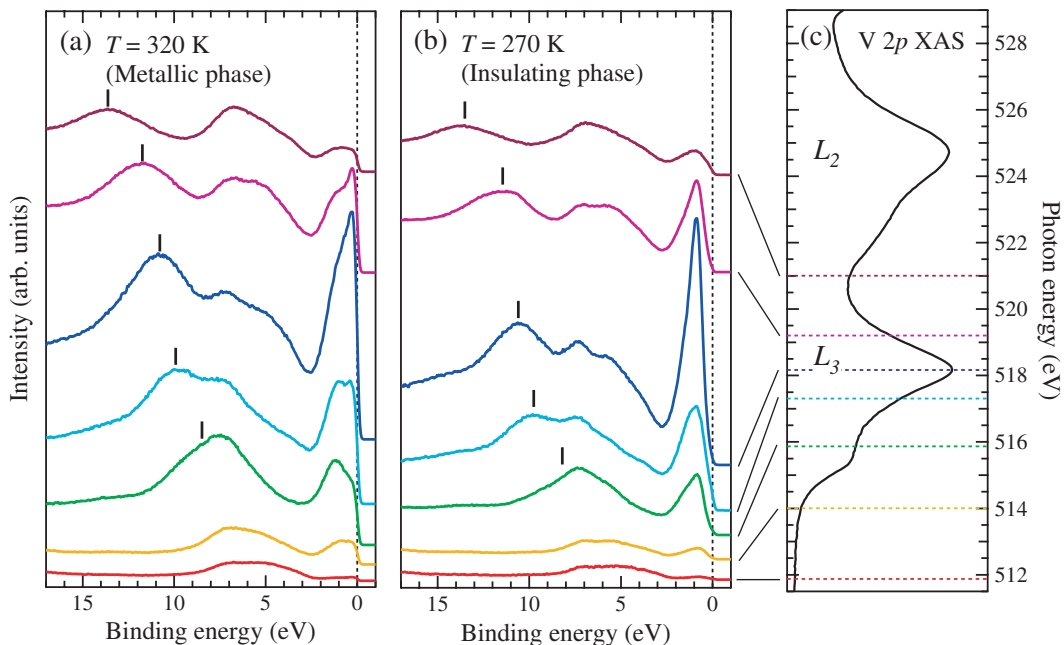 (a) T = 320 K
(Metallic phase)
(b) T = 270 K
(Insulating phase)
(c) V 2p XAS
L2
L3
Intensity (arb. units)
15 10 5 0
Binding energy (eV)
15 10 5 0
Binding energy (eV)
528
526
524
522
520
518
516
514
512
Photon energy (eV)